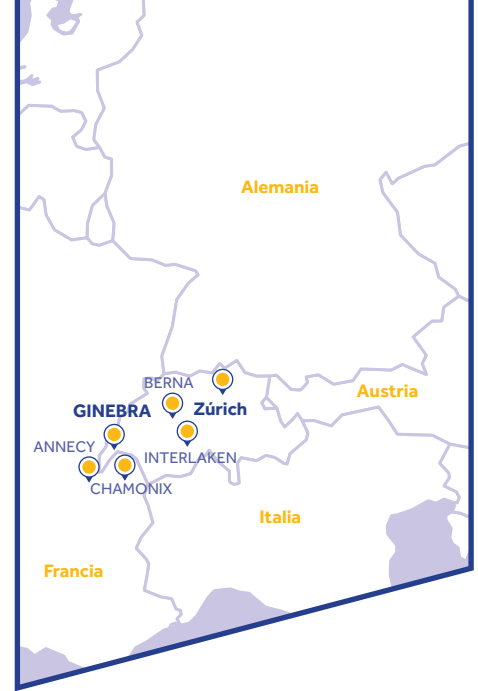 Alemania
BERNA
Austria
GINEBRA
Zúrich
ANNECY
INTERLAKEN
CHAMONIX
Italia
Francia